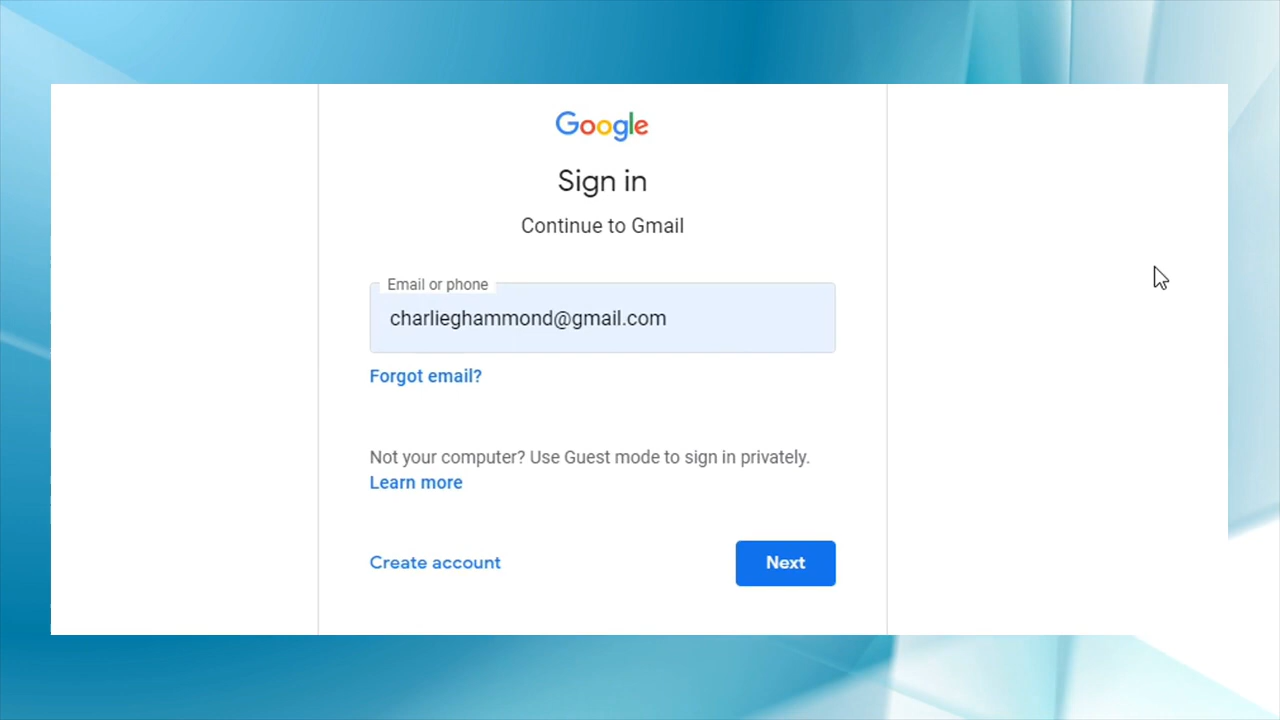 Google
Sign in
Continue to Gmail
Email or phone
charlieghammond@gmail.com
Forgot email?
Not your computer? Use Guest mode to sign in privately.
Learn more
Create account
Next